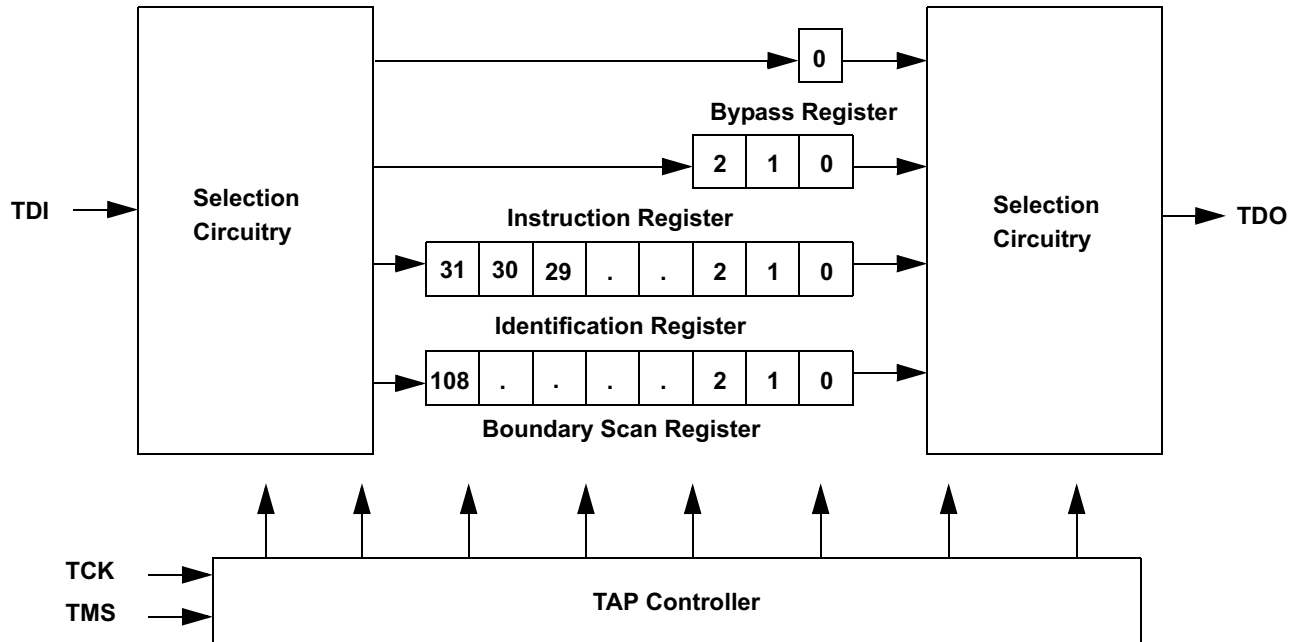 0
Bypass Register
2 1 0
Selection
Circuitry
Selection
Circuitry
TDI
TDO
Instruction Register
31 30 29 . . 2 1 0
Identification Register
108 . . . . 2 1 0
Boundary Scan Register
TCK
TMS
TAP Controller